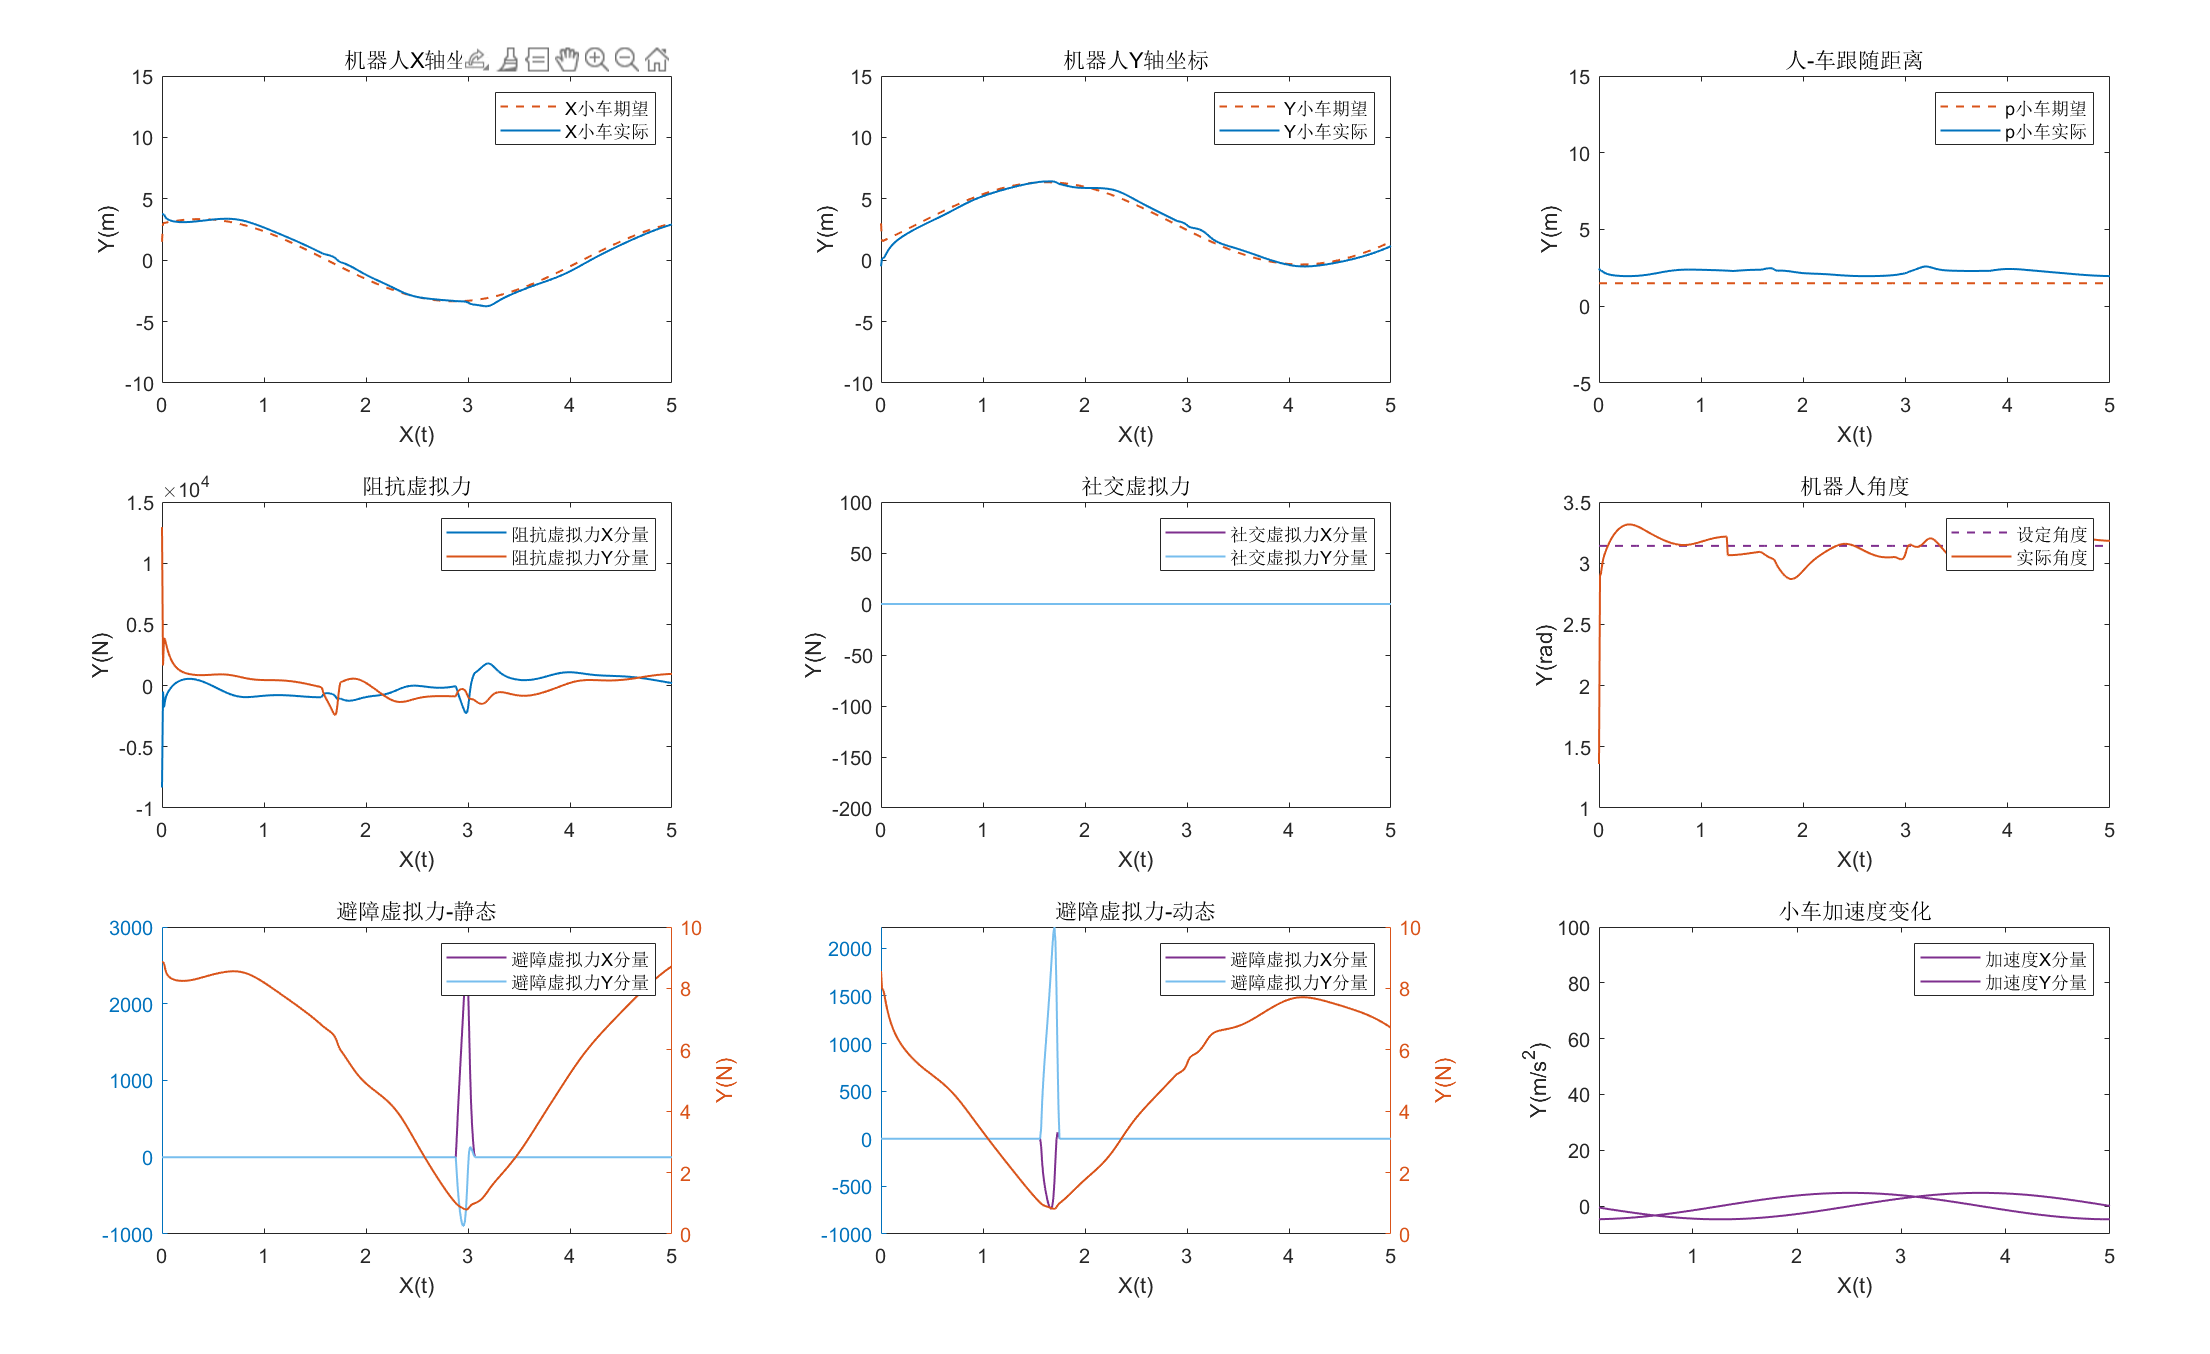 机器人X轴坐
15
10
5
0
-5
-10
Y(m)
X小车期望
X小车实际
0 1 2 3 4 5
X(t)
机器人Y轴坐标
15
10
5
0
-5
-10
Y(m)
Y小车期望
Y小车实际
0 1 2 3 4 5
X(t)
人-车跟随距离
15
10
5
0
-5
Y(m)
p小车期望
p小车实际
0 1 2 3 4 5
X(t)
阻抗虚拟力
×10⁴
1.5
1
0.5
0
-0.5
-1
Y(N)
阻抗虚拟力X分量
阻抗虚拟力Y分量
0 1 2 3 4 5
X(t)
社交虚拟力
100
50
0
-50
-100
-150
-200
Y(N)
社交虚拟力X分量
社交虚拟力Y分量
0 1 2 3 4 5
X(t)
机器人角度
3.5
3
2.5
2
1.5
1
Y(rad)
设定角度
实际角度
0 1 2 3 4 5
X(t)
避障虚拟力-静态
3000
2000
1000
0
-1000
避障虚拟力X分量
避障虚拟力Y分量
10
8
6
4
2
0
Y(N)
0 1 2 3 4 5
X(t)
避障虚拟力-动态
2000
1500
1000
500
0
-500
-1000
避障虚拟力X分量
避障虚拟力Y分量
10
8
6
4
2
0
Y(N)
0 1 2 3 4 5
X(t)
小车加速度变化
100
80
60
40
20
0
Y(m/s²)
加速度X分量
加速度Y分量
1 2 3 4 5
X(t)